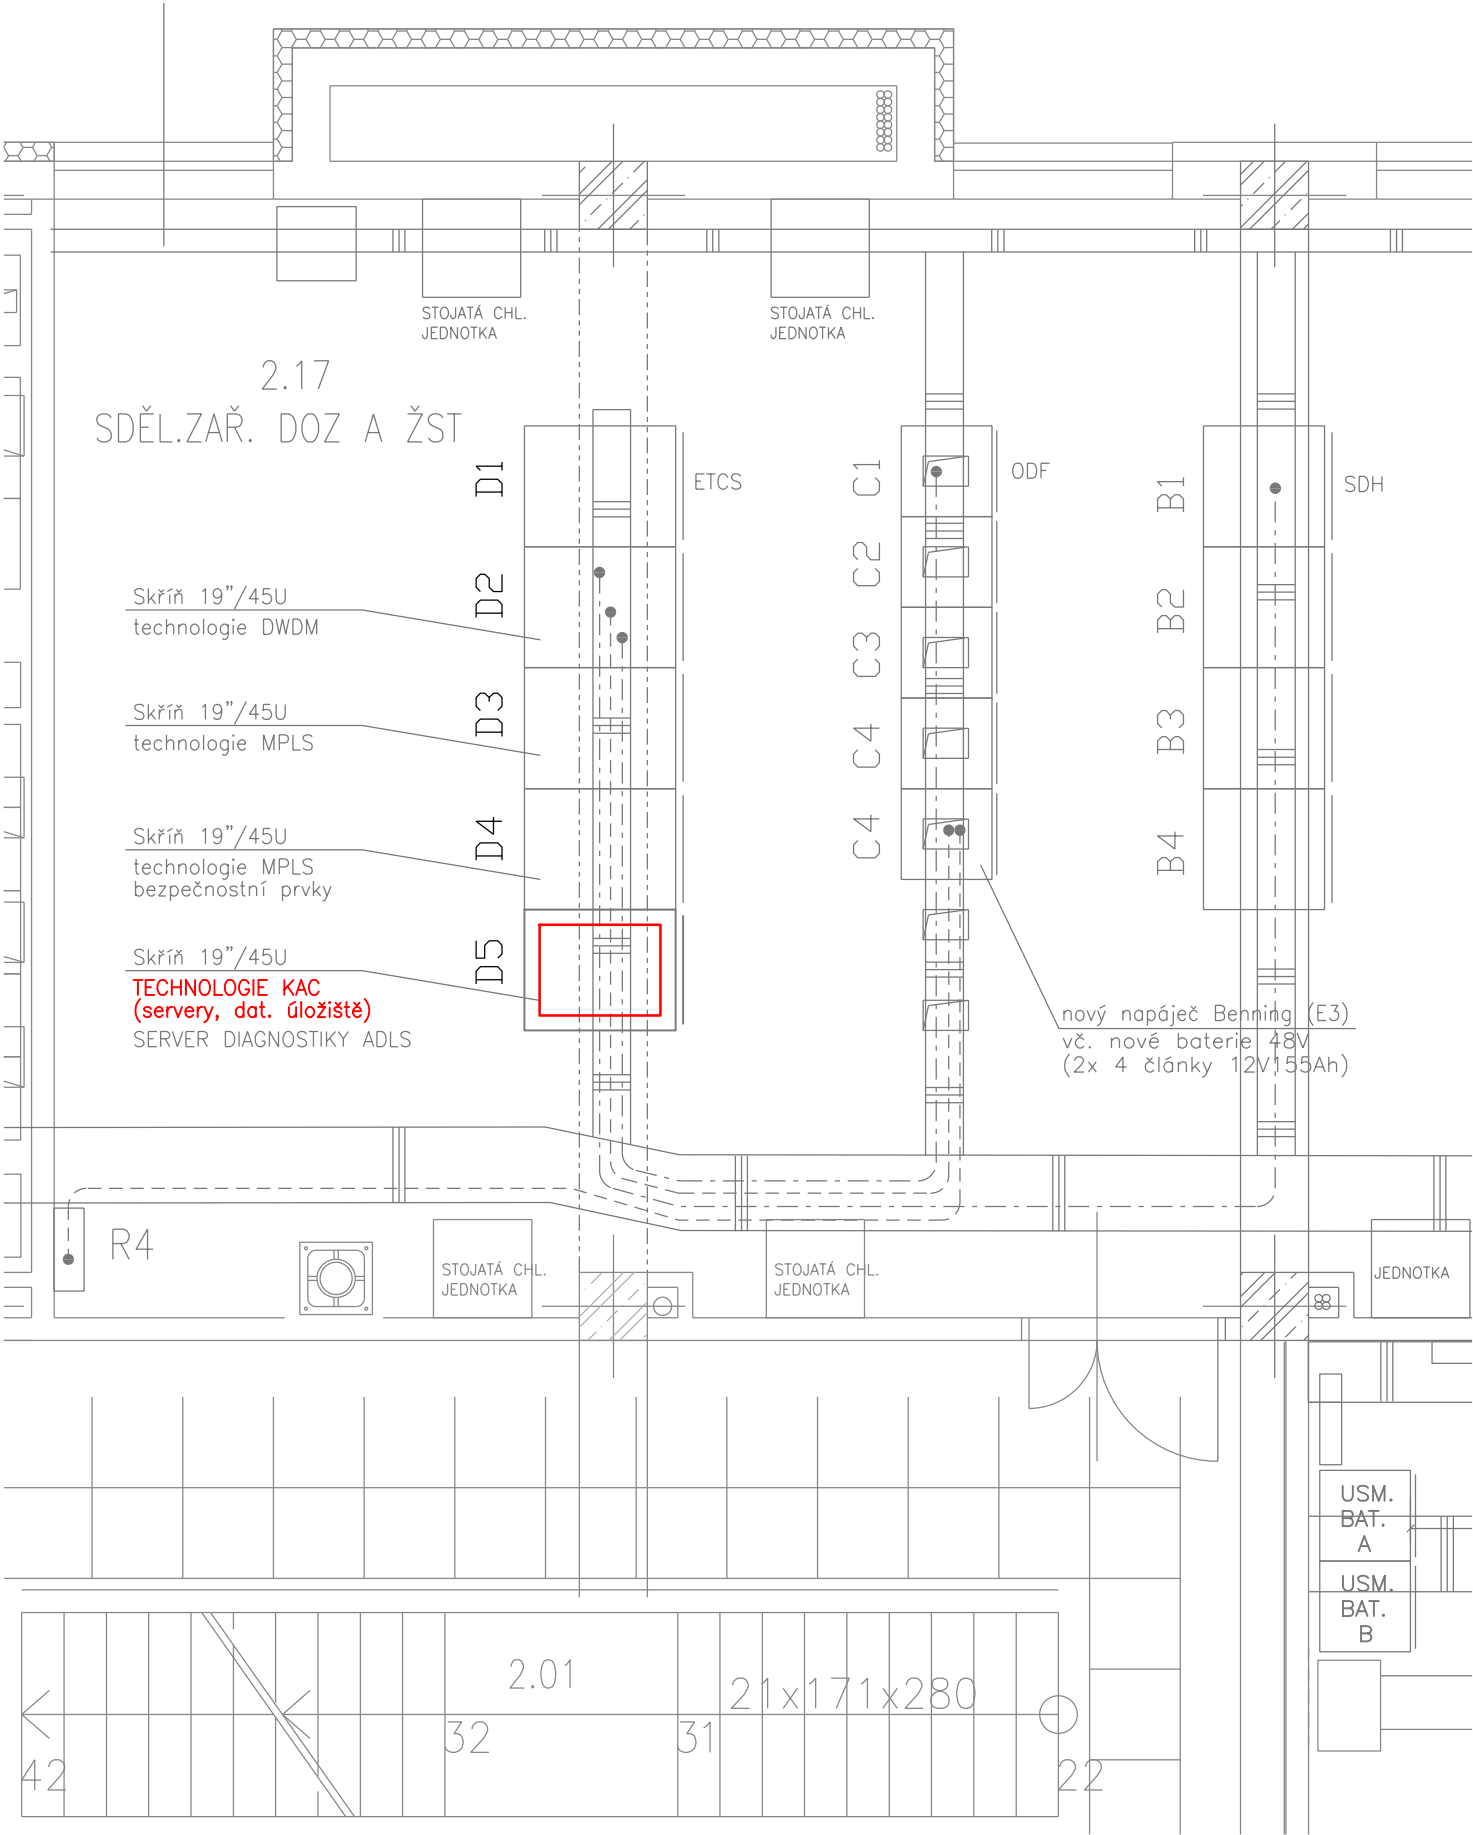 STOJATÁ CHL.
JEDNOTKA
STOJATÁ CHL.
JEDNOTKA
2.17
SDĚL.ZAŘ. DOZ A ŽST
D1
ETCS
C1
ODF
B1
SDH
Skříň 19"/45U
technologie DWDM
D2
C2
B2
Skříň 19"/45U
technologie MPLS
D3
C3
B3
Skříň 19"/45U
technologie MPLS
bezpečnostní prvky
D4
C4
C4
B4
Skříň 19"/45U
TECHNOLOGIE KAC
(servery, dat. úložiště)
SERVER DIAGNOSTIKY ADLS
D5
nový napáječ Benning (E3)
vč. nové baterie 48V
(2x 4 články 12V155Ah)
R4
STOJATÁ CHL.
JEDNOTKA
STOJATÁ CHL.
JEDNOTKA
JEDNOTKA
USM.
BAT.
A
USM.
BAT.
B
2.01
21x171x280
32
31
42
22